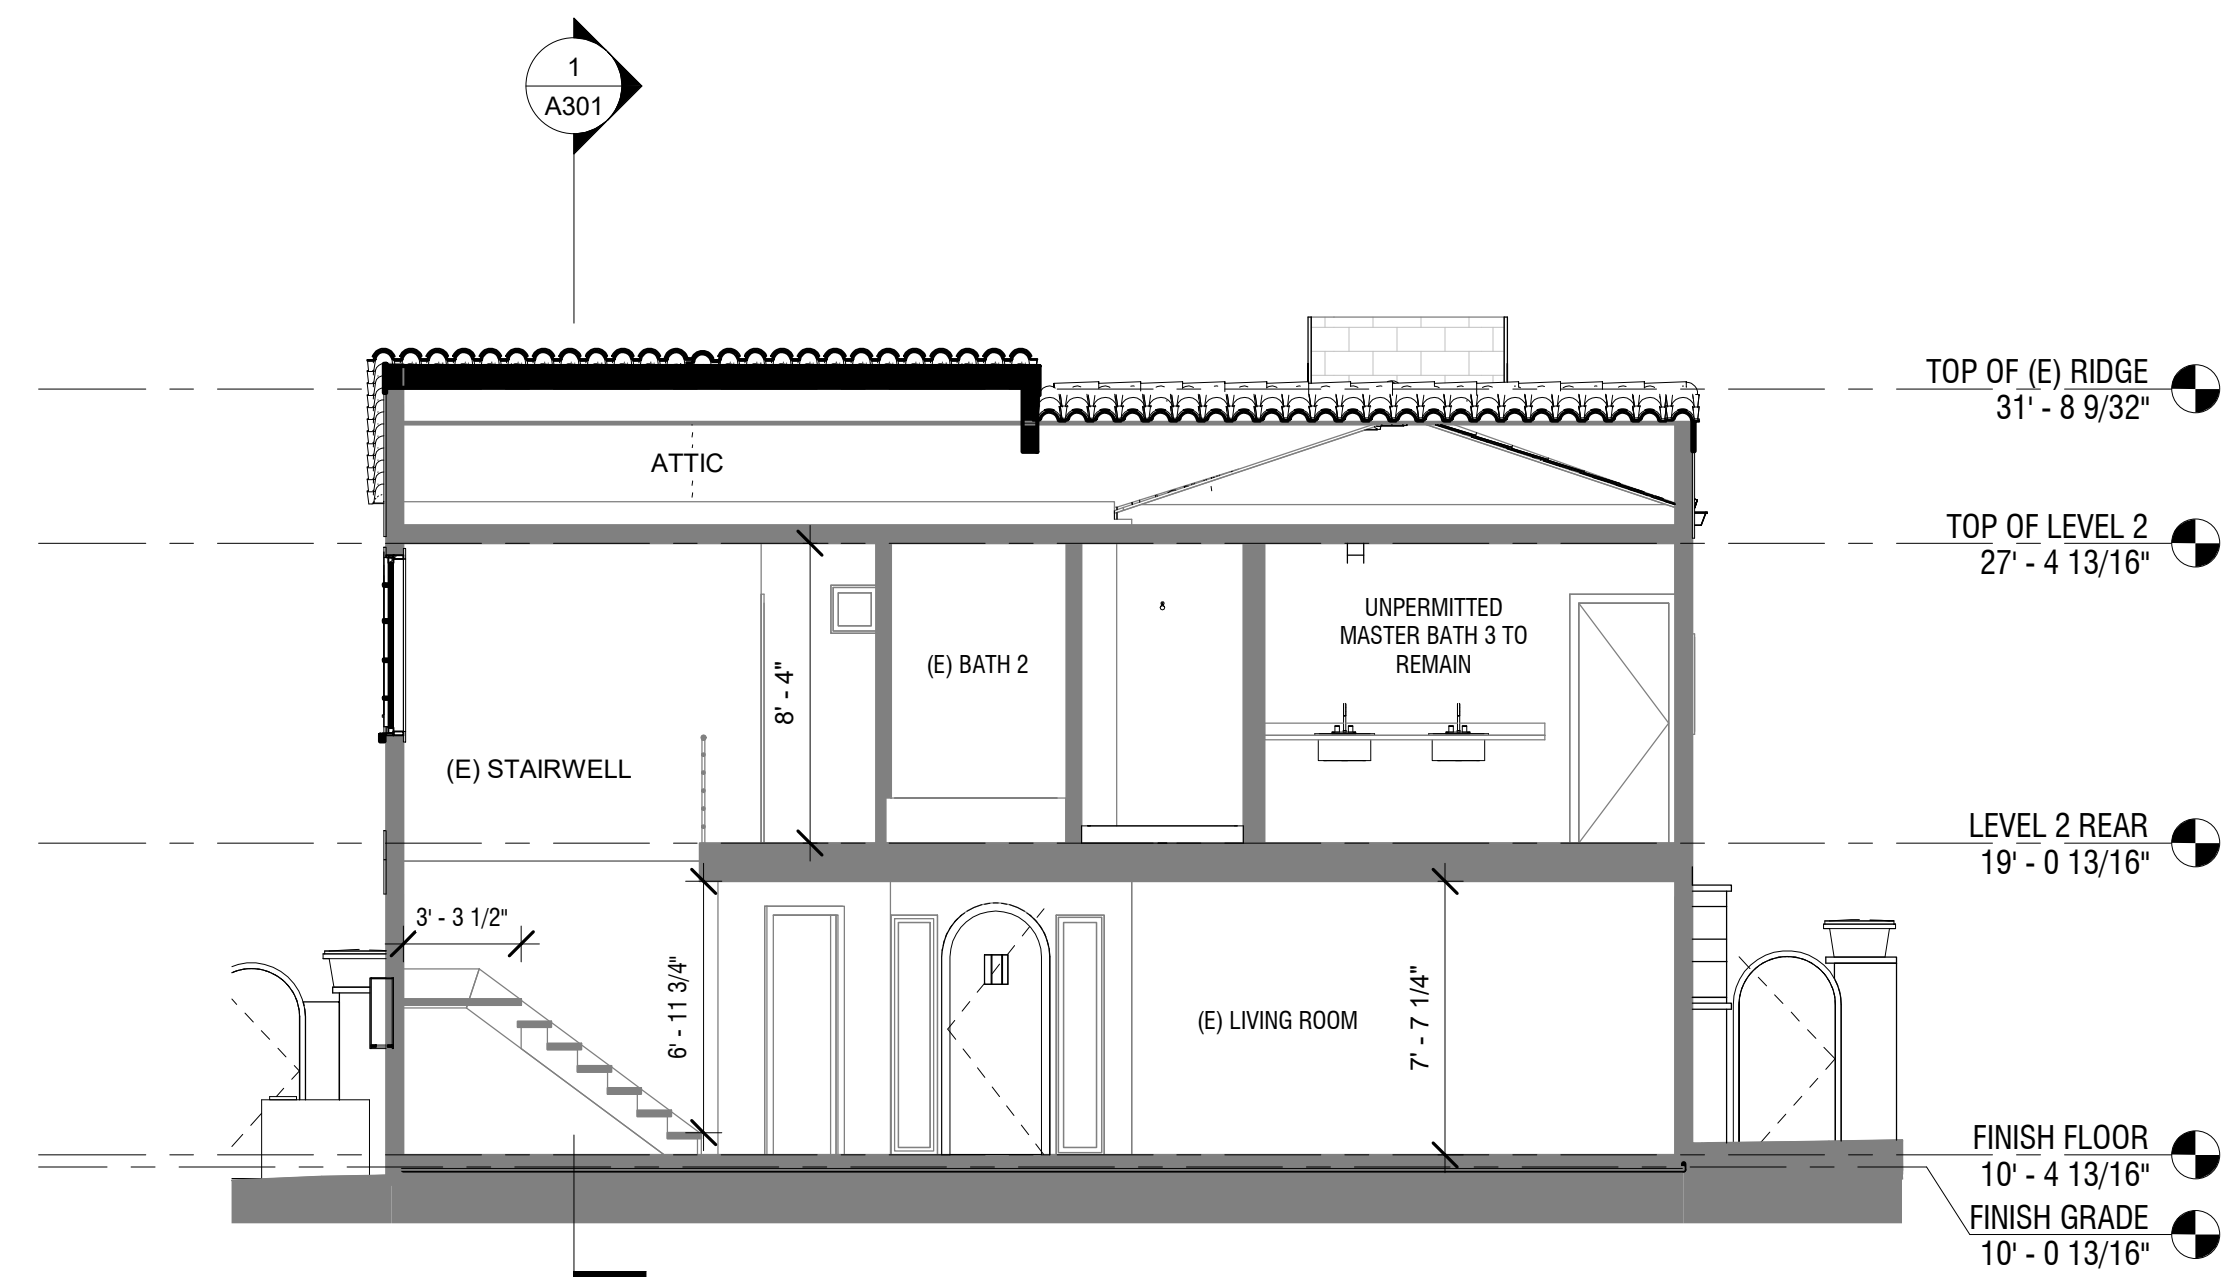 1
A301
TOP OF (E) RIDGE
31' - 8 9/32"
ATTIC
TOP OF LEVEL 2
27' - 4 13/16"
UNPERMITTED
MASTER BATH 3 TO
REMAIN
(E) BATH 2
8' - 4"
(E) STAIRWELL
LEVEL 2 REAR
19' - 0 13/16"
3' - 3 1/2"
6' - 11 3/4"
(E) LIVING ROOM
7' - 7 1/4"
FINISH FLOOR
10' - 4 13/16"
FINISH GRADE
10' - 0 13/16"